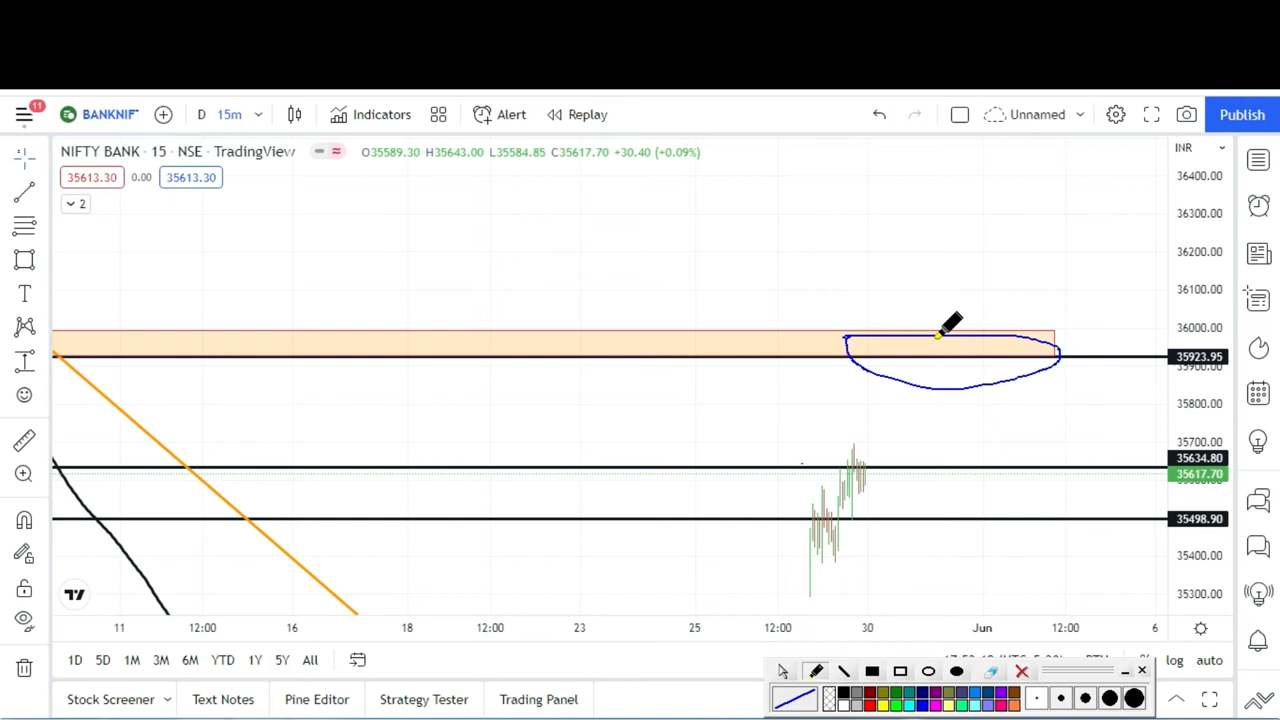 11
BANKNIF
D
15m
Indicators
Alert
Replay
Unnamed
Publish
NIFTY BANK · 15 · NSE · TradingView
O35589.30 H35643.00 L35584.85 C35617.70 +30.40 (+0.09%)
INR
35613.30
0.00
35613.30
2
36400.00
36300.00
36200.00
36100.00
36000.00
35923.95
35900.00
35800.00
35700.00
35634.80
35617.70
35498.90
35400.00
35300.00
11
12:00
16
18
12:00
23
25
12:00
30
Jun
12:00
6
1D
5D
1M
3M
6M
YTD
1Y
5Y
All
log
auto
Stock Screener
Text Notes
Pine Editor
Strategy Tester
Trading Panel